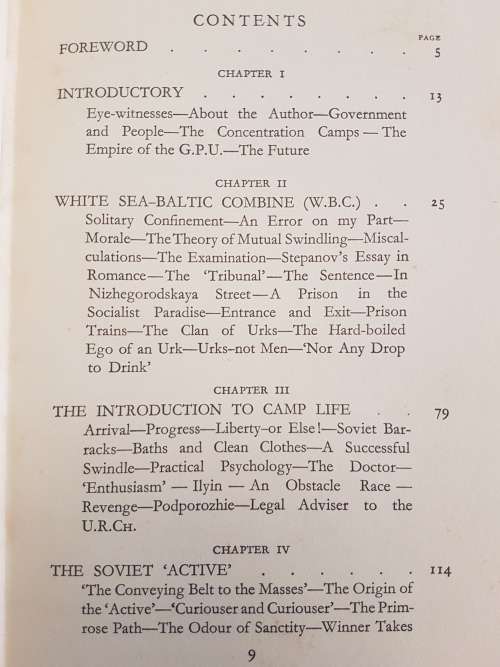 CONTENTS
PAGE
FOREWORD . . . . . . . . 5
CHAPTER I
INTRODUCTORY . . . . . . . 13
Eye-witnesses—About the Author—Government
and People—The Concentration Camps—The
Empire of the G.P.U.—The Future
CHAPTER II
WHITE SEA–BALTIC COMBINE (W.B.C.) . . 25
Solitary Confinement—An Error on my Part—
Morale—The Theory of Mutual Swindling—Miscal-
culations—The Examination—Stepanov's Essay in
Romance—The 'Tribunal'—The Sentence—In
Nizhegorodskaya Street—A Prison in the
Socialist Paradise—Entrance and Exit—Prison
Trains—The Clan of Urks—The Hard-boiled
Ego of an Urk—Urks–not Men—'Nor Any Drop
to Drink'
CHAPTER III
THE INTRODUCTION TO CAMP LIFE . . 79
Arrival—Progress—Liberty–or Else!—Soviet Bar-
racks—Baths and Clean Clothes—A Successful
Swindle—Practical Psychology—The Doctor—
'Enthusiasm'—Ilyin—An Obstacle Race—
Revenge—Podporozhie—Legal Adviser to the
U.R.CH.
CHAPTER IV
THE SOVIET 'ACTIVE' . . . . . . 114
'The Conveying Belt to the Masses'—The Origin of
the 'Active'—'Curiouser and Curiouser'—The Prim-
rose Path—The Odour of Sanctity—Winner Takes
9